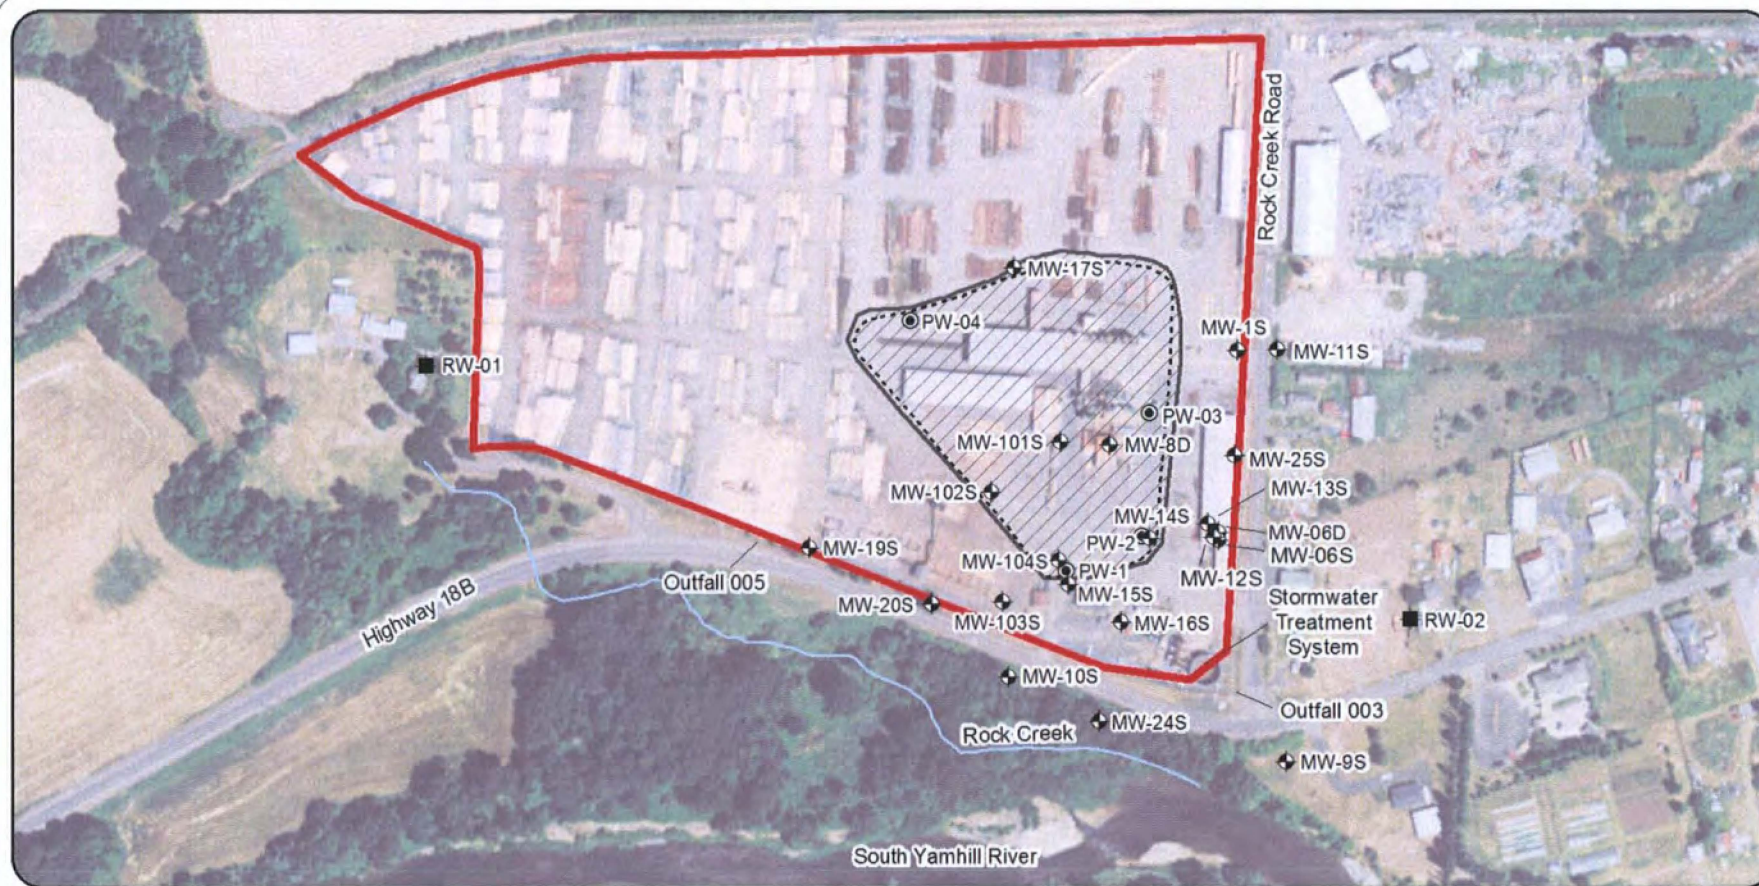 Rock Creek Road
MW-17S
PW-04
MW-1S
MW-11S
RW-01
PW-03
MW-101S
MW-8D
MW-25S
MW-102S
MW-13S
MW-14S
MW-06D
PW-2
MW-06S
MW-19S
MW-104S
PW-1
MW-12S
Outfall 005
MW-15S
Highway 18B
MW-20S
MW-103S
MW-16S
Stormwater
Treatment
System
RW-02
MW-10S
Outfall 003
MW-24S
Rock Creek
MW-9S
South Yamhill River